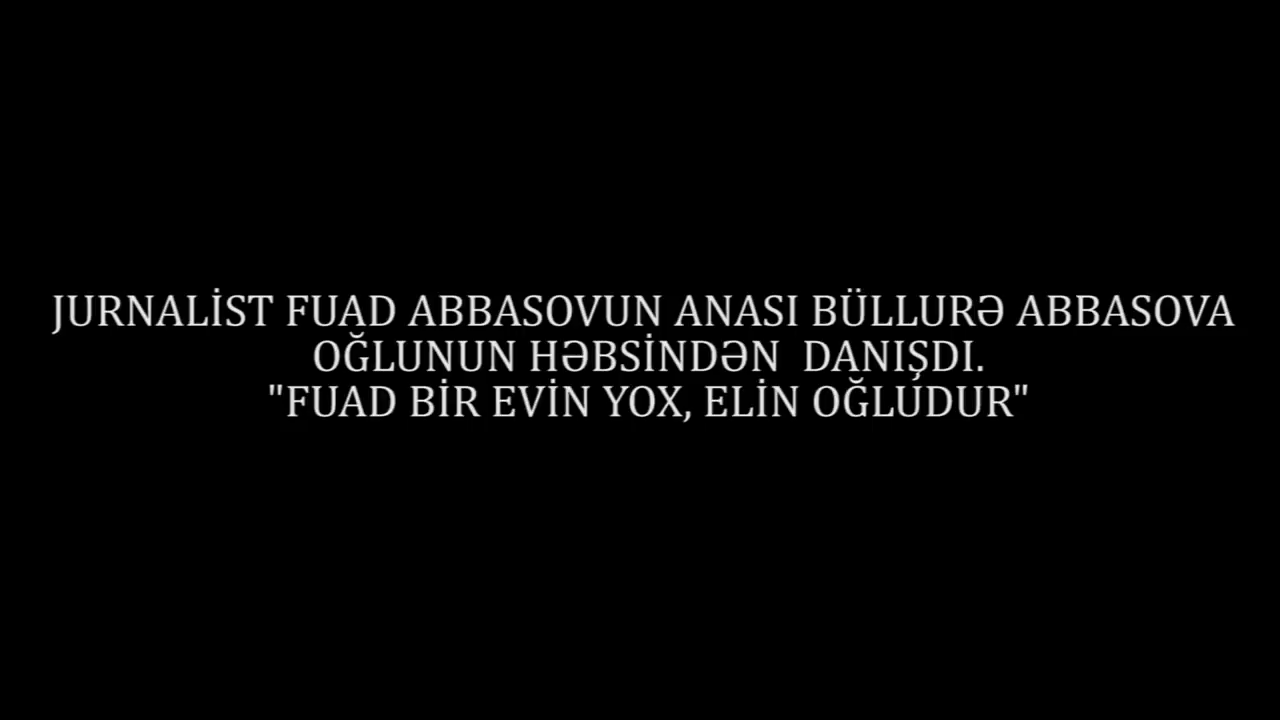 JURNALİST FUAD ABBASOVUN ANASI BÜLLURƏ ABBASOVA
OĞLUNUN HƏBSİNDƏN DANIŞDI.
"FUAD BİR EVİN YOX, ELİN OĞLUDUR"